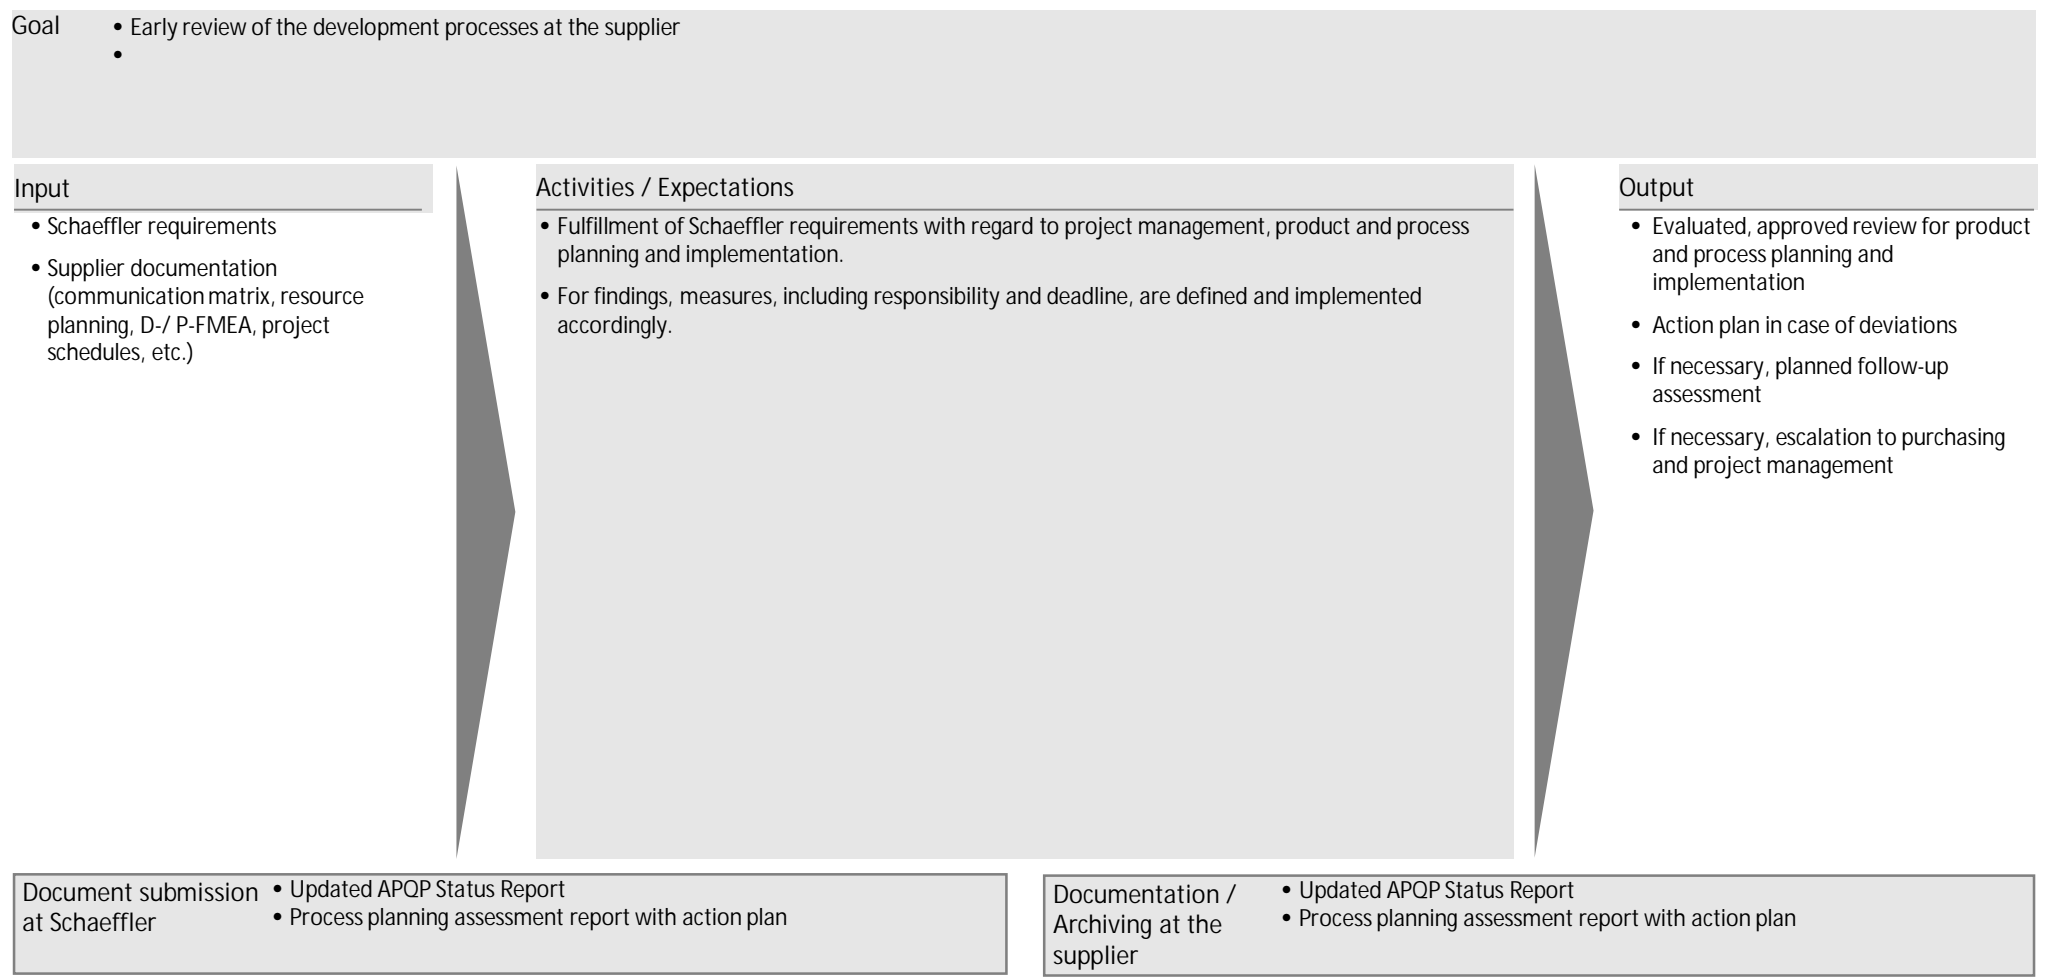 Goal
• Early review of the development processes at the supplier
•
Input
• Schaeffler requirements
• Supplier documentation
(communication matrix, resource
planning, D-/ P-FMEA, project
schedules, etc.)
Activities / Expectations
• Fulfillment of Schaeffler requirements with regard to project management, product and process
planning and implementation.
• For findings, measures, including responsibility and deadline, are defined and implemented
accordingly.
Output
• Evaluated, approved review for product
and process planning and
implementation
• Action plan in case of deviations
• If necessary, planned follow-up
assessment
• If necessary, escalation to purchasing
and project management
Document submission
at Schaeffler
• Updated APQP Status Report
• Process planning assessment report with action plan
Documentation /
Archiving at the
supplier
• Updated APQP Status Report
• Process planning assessment report with action plan